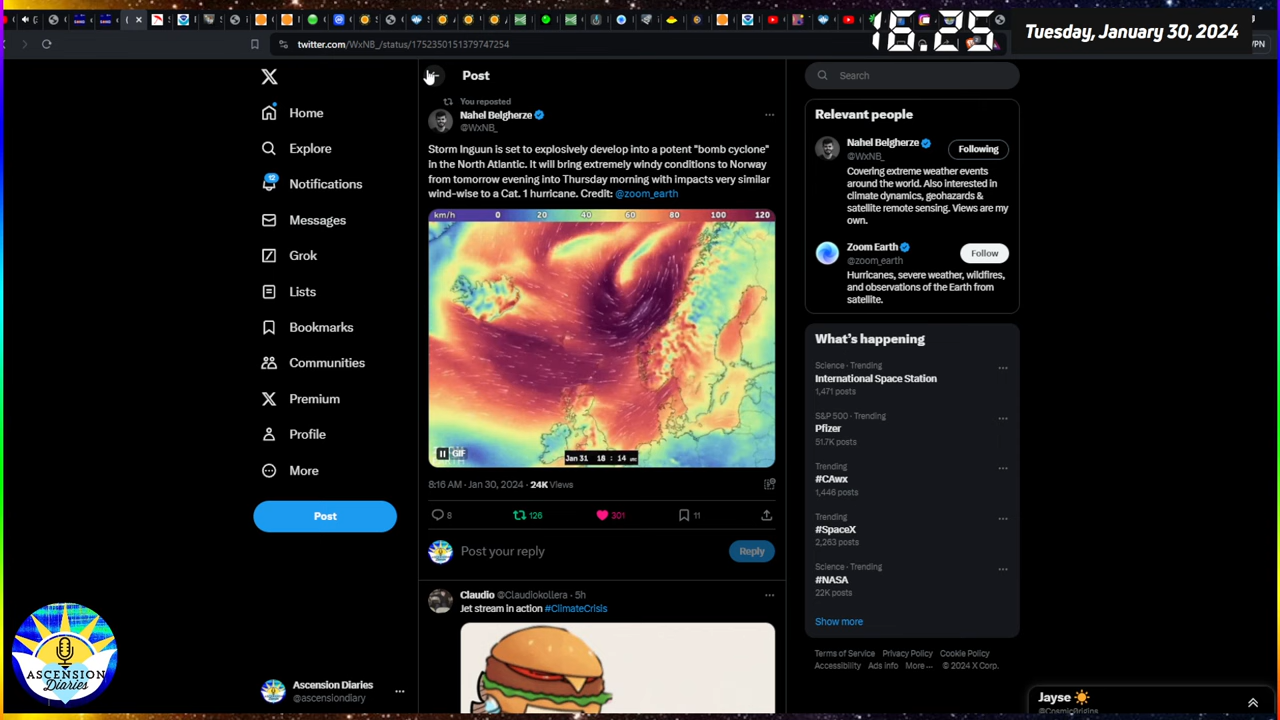 16:25
Tuesday, January 30, 2024
twitter.com/WxNB_/status/1752350151379747254
VPN
X
Post
Search
Home
Explore
12
Notifications
Messages
Grok
Lists
Bookmarks
Communities
Premium
Profile
More
Post
Ascension Diaries
@ascensiondiary
ASCENSION
Diaries
You reposted
Nahel Belgherze
@WxNB_
Storm Inguun is set to explosively develop into a potent "bomb cyclone"
in the North Atlantic. It will bring extremely windy conditions to Norway
from tomorrow evening into Thursday morning with impacts very similar
wind-wise to a Cat. 1 hurricane. Credit: @zoom_earth
km/h 0 20 40 60 80 100 120
GIF
Jan 31 18 : 14
8:16 AM · Jan 30, 2024 · 24K Views
8 126 301 11
Post your reply
Reply
Claudio @Claudiokollera · 5h
Jet stream in action #ClimateCrisis
Relevant people
Nahel Belgherze
@WxNB_
Following
Covering extreme weather events
around the world. Also interested in
climate dynamics, geohazards &
satellite remote sensing. Views are my
own.
Zoom Earth
@zoom_earth
Follow
Hurricanes, severe weather, wildfires,
and observations of the Earth from
satellite.
What's happening
Science · Trending
International Space Station
1,471 posts
S&P 500 · Trending
Pfizer
51.7K posts
Trending
#CAwx
1,446 posts
Trending
#SpaceX
2,263 posts
Science · Trending
#NASA
22K posts
Show more
Terms of Service Privacy Policy Cookie Policy
Accessibility Ads info More... © 2024 X Corp.
Jayse
@CosmicOrigins